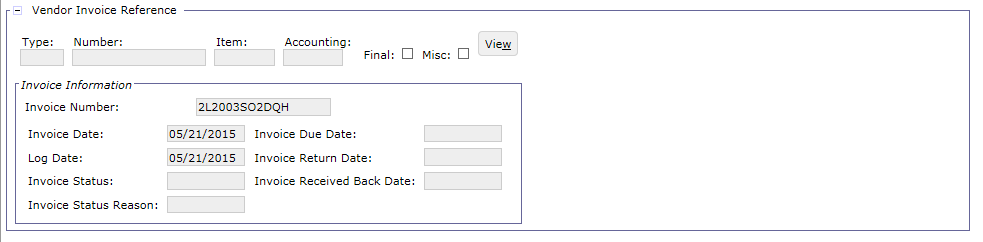 Vendor Invoice Reference
Type: Number: Item: Accounting: Final: Misc: View
Invoice Information
Invoice Number: 2L2003SO2DQH
Invoice Date: 05/21/2015 Invoice Due Date:
Log Date: 05/21/2015 Invoice Return Date:
Invoice Status: Invoice Received Back Date:
Invoice Status Reason: